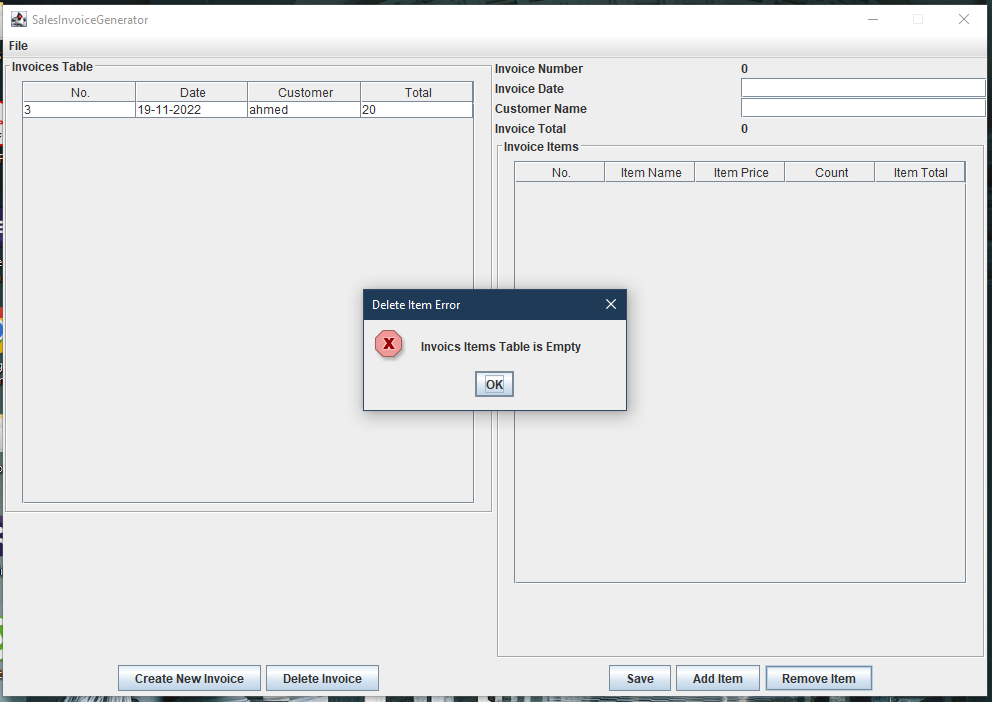 SalesInvoiceGenerator
File
Invoices Table
No. Date Customer Total
3 19-11-2022 ahmed 20
Invoice Number 0
Invoice Date
Customer Name
Invoice Total 0
Invoice Items
No. Item Name Item Price Count Item Total
Delete Item Error
Invoics Items Table is Empty
OK
Create New Invoice Delete Invoice Save Add Item Remove Item